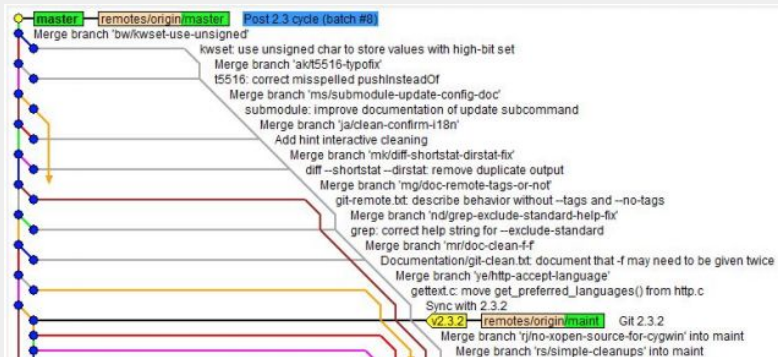 master remotes/origin/master Post 2.3 cycle (batch #8)
Merge branch 'bw/kwset-use-unsigned'
kwset: use unsigned char to store values with high-bit set
Merge branch 'ak/t5516-typofix'
t5516: correct misspelled pushInsteadOf
Merge branch 'ms/submodule-update-config-doc'
submodule: improve documentation of update subcommand
Merge branch 'ja/clean-confirm-i18n'
Add hint interactive cleaning
Merge branch 'mk/diff-shortstat-dirstat-fix'
diff --shortstat --dirstat: remove duplicate output
Merge branch 'mg/doc-remote-tags-or-not'
git-remote.txt: describe behavior without --tags and --no-tags
Merge branch 'nd/grep-exclude-standard-help-fix'
grep: correct help string for --exclude-standard
Merge branch 'mr/doc-clean-f-f'
Documentation/git-clean.txt: document that -f may need to be given twice
Merge branch 'ye/http-accept-language'
gettext.c: move get_preferred_languages() from http.c
Sync with 2.3.2
v2.3.2 remotes/origin/maint Git 2.3.2
Merge branch 'rj/no-xopen-source-for-cygwin' into maint
Merge branch 'rs/simple-cleanups' into maint